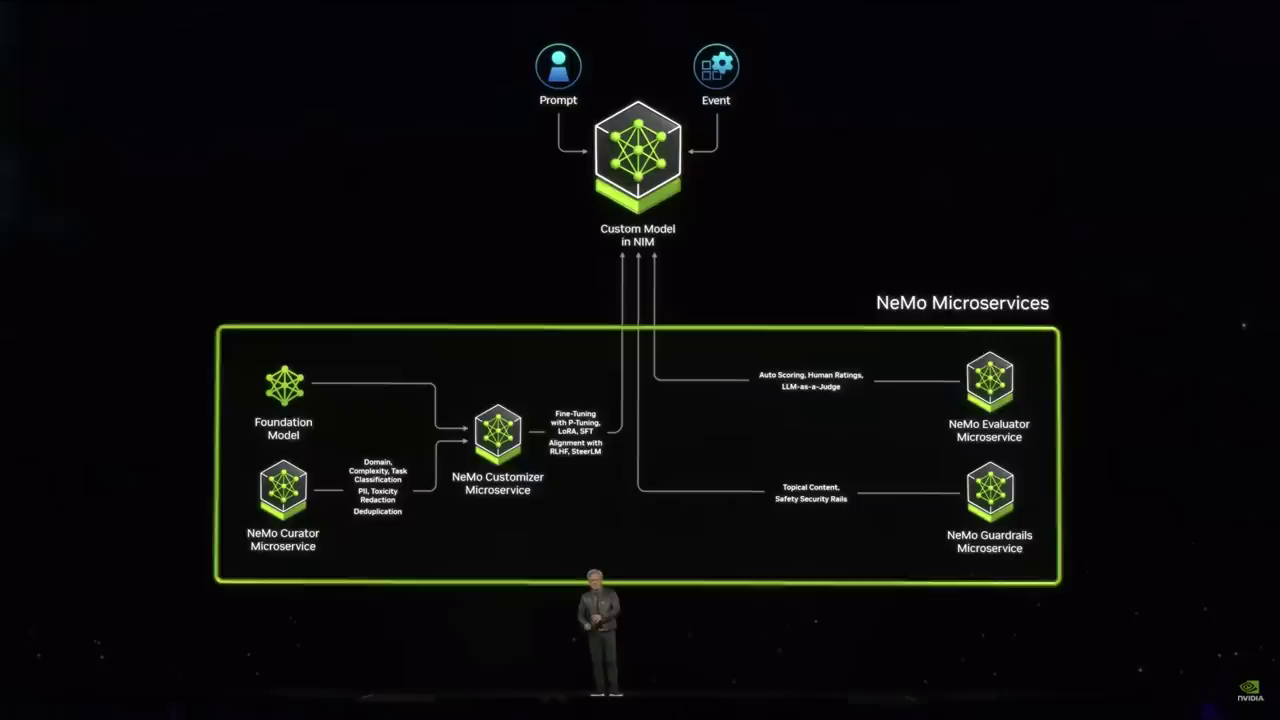 Prompt
Event
Custom Model
in NIM
NeMo Microservices
Foundation
Model
NeMo Curator
Microservice
Domain,
Complexity, Task
Classification
PII, Toxicity
Redaction
Deduplication
NeMo Customizer
Microservice
Fine-Tuning
with P-Tuning,
LoRA, SFT
Alignment with
RLHF, SteerLM
Auto Scoring, Human Ratings,
LLM-as-a-Judge
NeMo Evaluator
Microservice
Topical Content,
Safety Security Rails
NeMo Guardrails
Microservice
NVIDIA